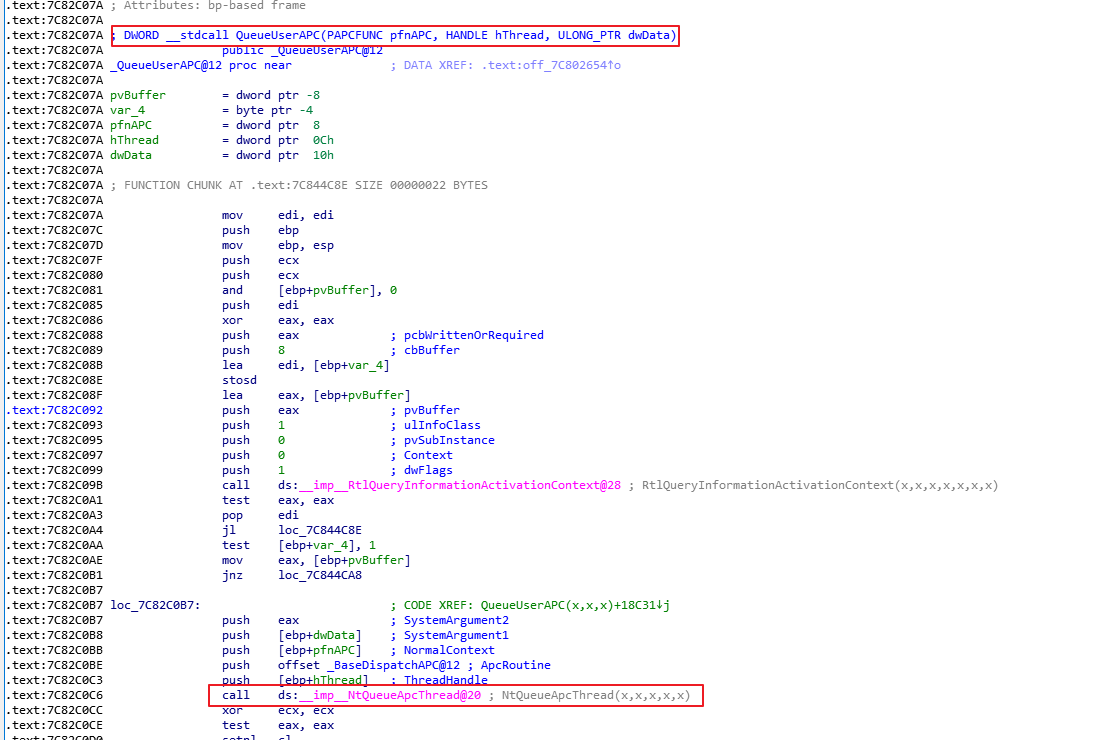 .text:7C82C07A ; Attributes: bp-based frame
.text:7C82C07A
.text:7C82C07A ; DWORD __stdcall QueueUserAPC(PAPCFUNC pfnAPC, HANDLE hThread, ULONG_PTR dwData)
.text:7C82C07A public _QueueUserAPC@12
.text:7C82C07A _QueueUserAPC@12 proc near ; DATA XREF: .text:off_7C802654↑o
.text:7C82C07A
.text:7C82C07A pvBuffer = dword ptr -8
.text:7C82C07A var_4 = byte ptr -4
.text:7C82C07A pfnAPC = dword ptr 8
.text:7C82C07A hThread = dword ptr 0Ch
.text:7C82C07A dwData = dword ptr 10h
.text:7C82C07A
.text:7C82C07A ; FUNCTION CHUNK AT .text:7C844C8E SIZE 00000022 BYTES
.text:7C82C07A
.text:7C82C07A mov edi, edi
.text:7C82C07C push ebp
.text:7C82C07D mov ebp, esp
.text:7C82C07F push ecx
.text:7C82C080 push ecx
.text:7C82C081 and [ebp+pvBuffer], 0
.text:7C82C085 push edi
.text:7C82C086 xor eax, eax
.text:7C82C088 push eax ; pcbWrittenOrRequired
.text:7C82C089 push 8 ; cbBuffer
.text:7C82C08B lea edi, [ebp+var_4]
.text:7C82C08E stosd
.text:7C82C08F lea eax, [ebp+pvBuffer]
.text:7C82C092 push eax ; pvBuffer
.text:7C82C093 push 1 ; ulInfoClass
.text:7C82C095 push 0 ; pvSubInstance
.text:7C82C097 push 0 ; Context
.text:7C82C099 push 1 ; dwFlags
.text:7C82C09B call ds:__imp__RtlQueryInformationActivationContext@28 ; RtlQueryInformationActivationContext(x,x,x,x,x,x,x)
.text:7C82C0A1 test eax, eax
.text:7C82C0A3 pop edi
.text:7C82C0A4 jl loc_7C844C8E
.text:7C82C0AA test [ebp+var_4], 1
.text:7C82C0AE mov eax, [ebp+pvBuffer]
.text:7C82C0B1 jnz loc_7C844CA8
.text:7C82C0B7
.text:7C82C0B7 loc_7C82C0B7: ; CODE XREF: QueueUserAPC(x,x,x)+18C31↓j
.text:7C82C0B7 push eax ; SystemArgument2
.text:7C82C0B8 push [ebp+dwData] ; SystemArgument1
.text:7C82C0BB push [ebp+pfnAPC] ; NormalContext
.text:7C82C0BE push offset _BaseDispatchAPC@12 ; ApcRoutine
.text:7C82C0C3 push [ebp+hThread] ; ThreadHandle
.text:7C82C0C6 call ds:__imp__NtQueueApcThread@20 ; NtQueueApcThread(x,x,x,x,x)
.text:7C82C0CC xor ecx, ecx
.text:7C82C0CE test eax, eax